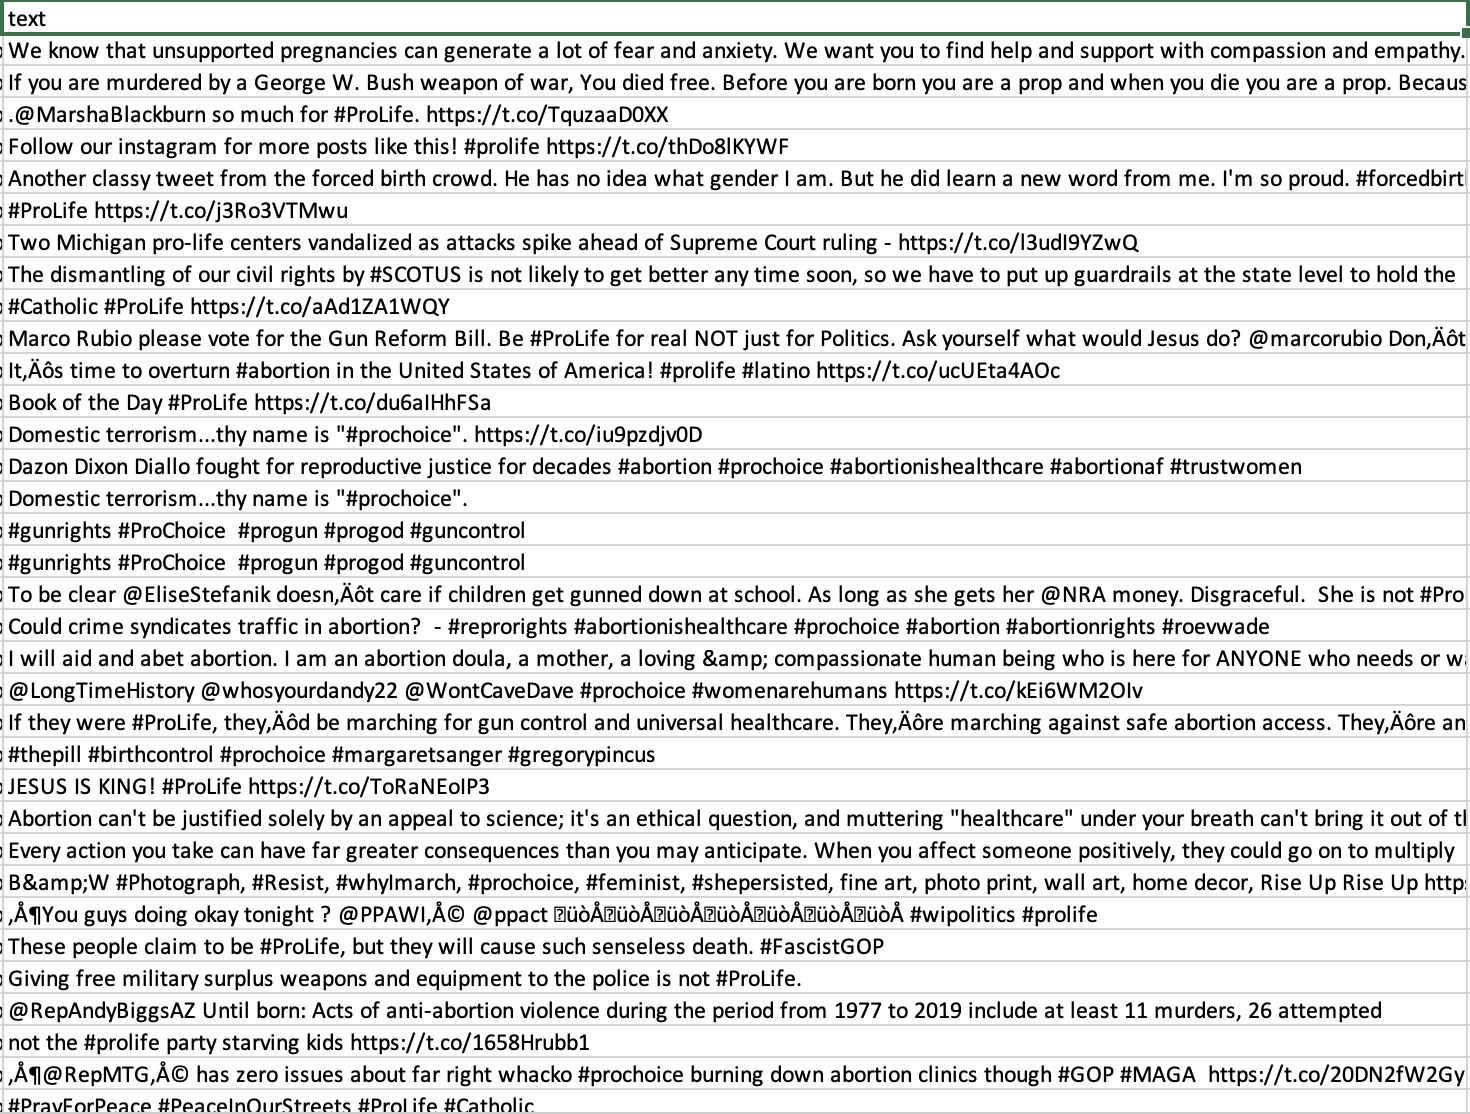 text
We know that unsupported pregnancies can generate a lot of fear and anxiety. We want you to find help and support with compassion and empathy.
If you are murdered by a George W. Bush weapon of war, You died free. Before you are born you are a prop and when you die you are a prop. Becaus
.@MarshaBlackburn so much for #ProLife. https://t.co/TquzaaD0XX
Follow our instagram for more posts like this! #prolife https://t.co/thDo8lKYWF
Another classy tweet from the forced birth crowd. He has no idea what gender I am. But he did learn a new word from me. I'm so proud. #forcedbirt
#ProLife https://t.co/j3Ro3VTMwu
Two Michigan pro-life centers vandalized as attacks spike ahead of Supreme Court ruling - https://t.co/l3udI9YZwQ
The dismantling of our civil rights by #SCOTUS is not likely to get better any time soon, so we have to put up guardrails at the state level to hold the
#Catholic #ProLife https://t.co/aAd1ZA1WQY
Marco Rubio please vote for the Gun Reform Bill. Be #ProLife for real NOT just for Politics. Ask yourself what would Jesus do? @marcorubio Don‚Äôt
It‚Äôs time to overturn #abortion in the United States of America! #prolife #latino https://t.co/ucUEta4AOc
Book of the Day #ProLife https://t.co/du6aIHhFSa
Domestic terrorism...thy name is "#prochoice". https://t.co/iu9pzdjv0D
Dazon Dixon Diallo fought for reproductive justice for decades #abortion #prochoice #abortionishealthcare #abortionaf #trustwomen
Domestic terrorism...thy name is "#prochoice".
#gunrights #ProChoice  #progun #progod #guncontrol
#gunrights #ProChoice  #progun #progod #guncontrol
To be clear @EliseStefanik doesn‚Äôt care if children get gunned down at school. As long as she gets her @NRA money. Disgraceful.  She is not #Pro
Could crime syndicates traffic in abortion?  - #reprorights #abortionishealthcare #prochoice #abortion #abortionrights #roevwade
I will aid and abet abortion. I am an abortion doula, a mother, a loving &amp; compassionate human being who is here for ANYONE who needs or wa
@LongTimeHistory @whosyourdandy22 @WontCaveDave #prochoice #womenarehumans https://t.co/kEi6WM2OIv
If they were #ProLife, they‚Äôd be marching for gun control and universal healthcare. They‚Äôre marching against safe abortion access. They‚Äôre an
#thepill #birthcontrol #prochoice #margaretsanger #gregorypincus
JESUS IS KING! #ProLife https://t.co/ToRaNEoIP3
Abortion can't be justified solely by an appeal to science; it's an ethical question, and muttering "healthcare" under your breath can't bring it out of
Every action you take can have far greater consequences than you may anticipate. When you affect someone positively, they could go on to multiply
B&amp;W #Photograph, #Resist, #whyImarch, #prochoice, #feminist, #shepersisted, fine art, photo print, wall art, home decor, Rise Up Rise Up http
‚Å¶You guys doing okay tonight ? @PPAWI‚Å© @ppact #wipolitics #prolife
These people claim to be #ProLife, but they will cause such senseless death. #FascistGOP
Giving free military surplus weapons and equipment to the police is not #ProLife.
@RepAndyBiggsAZ Until born: Acts of anti-abortion violence during the period from 1977 to 2019 include at least 11 murders, 26 attempted
not the #prolife party starving kids https://t.co/1658Hrubb1
‚Å¶@RepMTG‚Å© has zero issues about far right whacko #prochoice burning down abortion clinics though #GOP #MAGA  https://t.co/20DN2fW2Gy
#PrayForPeace #PeaceInOurStreets #ProLife #Catholic